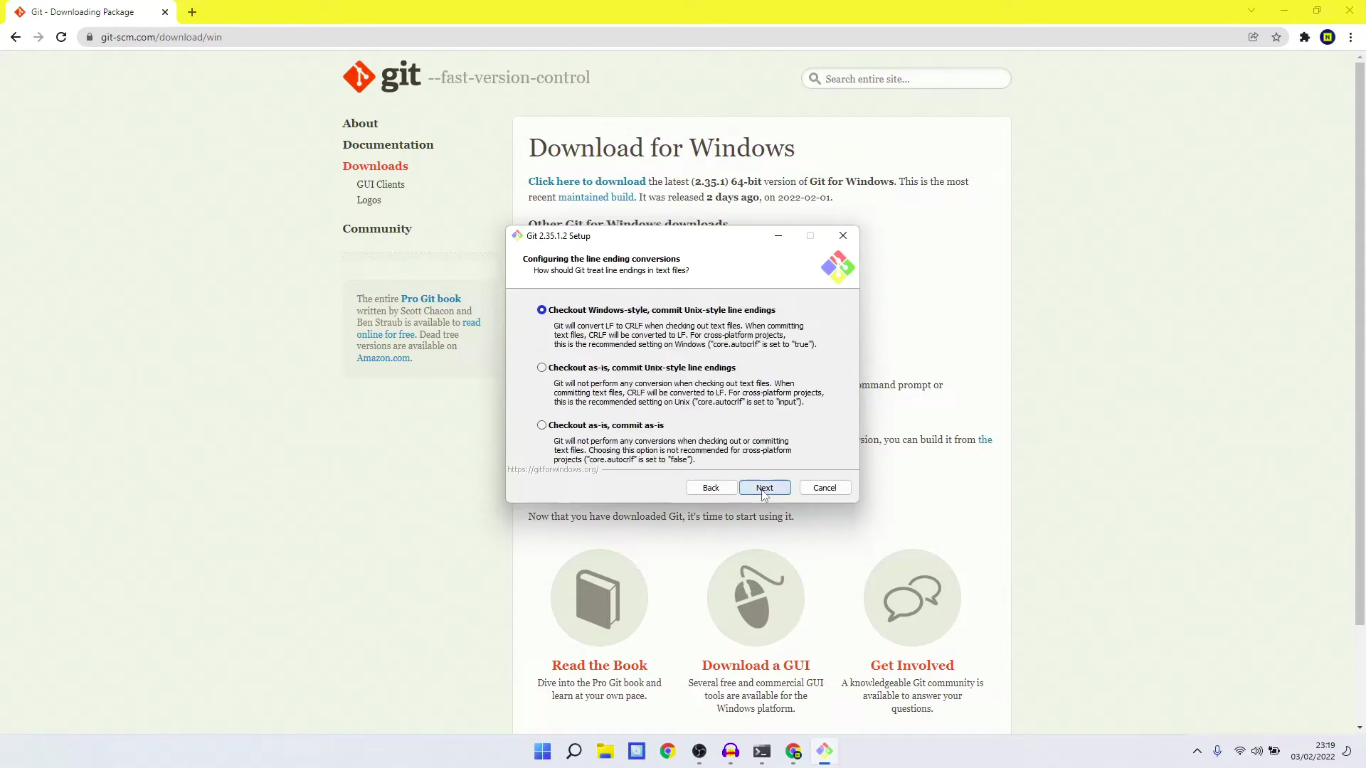 Git - Downloading Package
git-scm.com/download/win
git --fast-version-control
Search entire site...
About
Documentation
Downloads
GUI Clients
Logos
Community
The entire Pro Git book
written by Scott Chacon and
Ben Straub is available to read
online for free. Dead tree
versions are available on
Amazon.com.
Download for Windows
Click here to download the latest (2.35.1) 64-bit version of Git for Windows. This is the most
recent maintained build. It was released 2 days ago, on 2022-02-01.
Other Git for Windows downloads
Git 2.35.1.2 Setup
Configuring the line ending conversions
How should Git treat line endings in text files?
Checkout Windows-style, commit Unix-style line endings
Git will convert LF to CRLF when checking out text files. When committing
text files, CRLF will be converted to LF. For cross-platform projects,
this is the recommended setting on Windows ("core.autocrlf" is set to "true").
Checkout as-is, commit Unix-style line endings
Git will not perform any conversion when checking out text files. When
committing text files, CRLF will be converted to LF. For cross-platform projects,
this is the recommended setting on Unix ("core.autocrlf" is set to "input").
Checkout as-is, commit as-is
Git will not perform any conversions when checking out or committing
text files. Choosing this option is not recommended for cross-platform
projects ("core.autocrlf" is set to "false").
https://gitforwindows.org/
Back
Next
Cancel
command prompt or
sion, you can build it from the
Now that you have downloaded Git, it's time to start using it.
Read the Book
Dive into the Pro Git book and
learn at your own pace.
Download a GUI
Several free and commercial GUI
tools are available for the
Windows platform.
Get Involved
A knowledgeable Git community is
available to answer your
questions.
23:19
03/02/2022